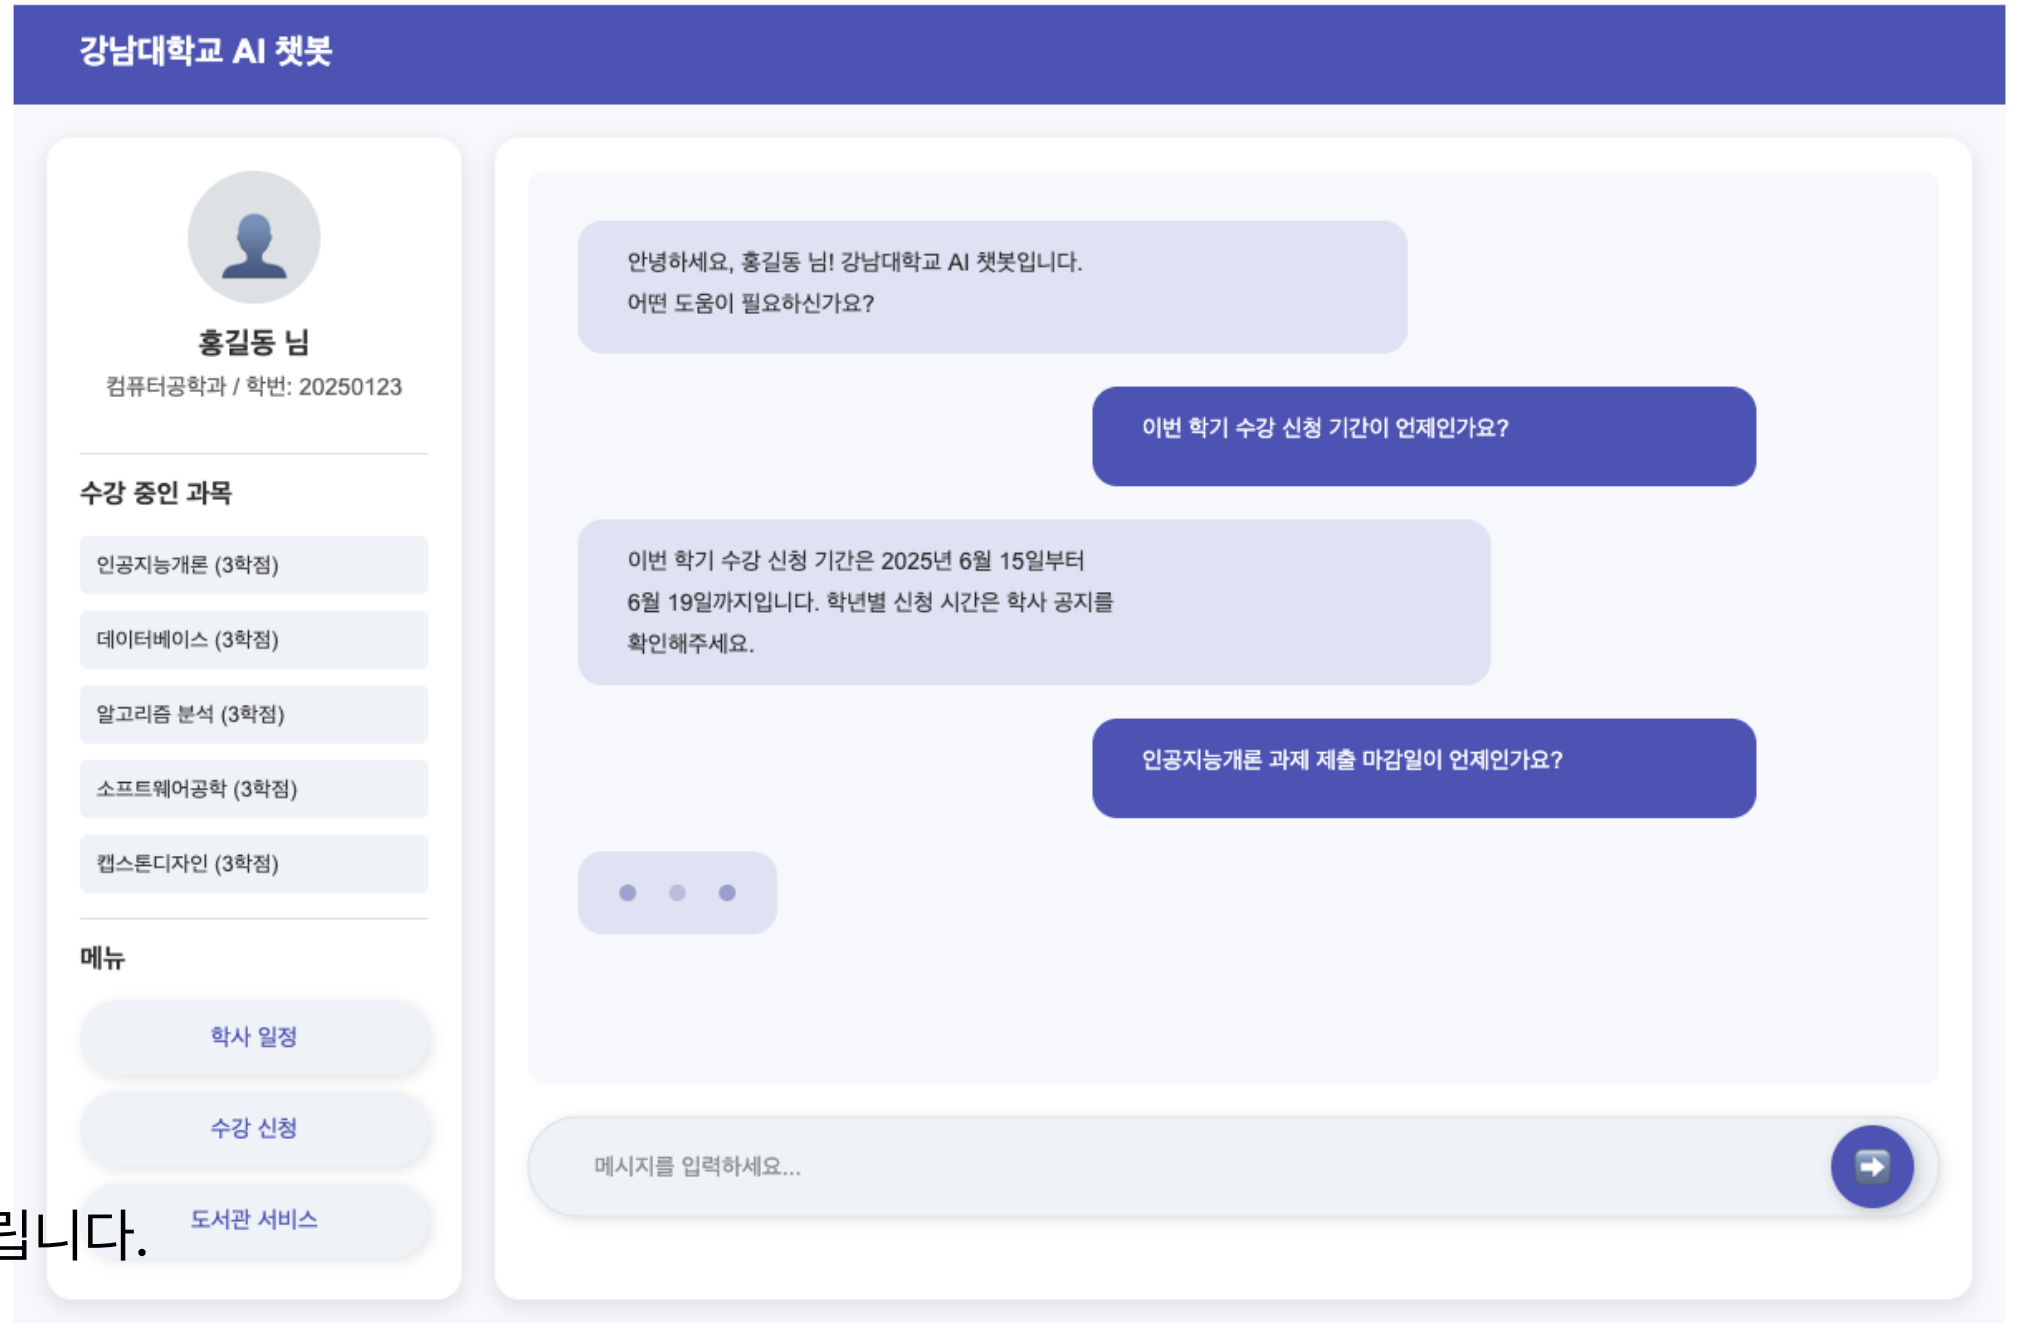 강남대학교 AI 챗봇
홍길동 님
컴퓨터공학과 / 학번: 20250123
수강 중인 과목
인공지능개론 (3학점)
데이터베이스 (3학점)
알고리즘 분석 (3학점)
소프트웨어공학 (3학점)
캡스톤디자인 (3학점)
메뉴
학사 일정
수강 신청
도서관 서비스
립니다.
안녕하세요, 홍길동 님! 강남대학교 AI 챗봇입니다.
어떤 도움이 필요하신가요?
이번 학기 수강 신청 기간이 언제인가요?
이번 학기 수강 신청 기간은 2025년 6월 15일부터
6월 19일까지입니다. 학년별 신청 시간은 학사 공지를
확인해주세요.
인공지능개론 과제 제출 마감일이 언제인가요?
메시지를 입력하세요...